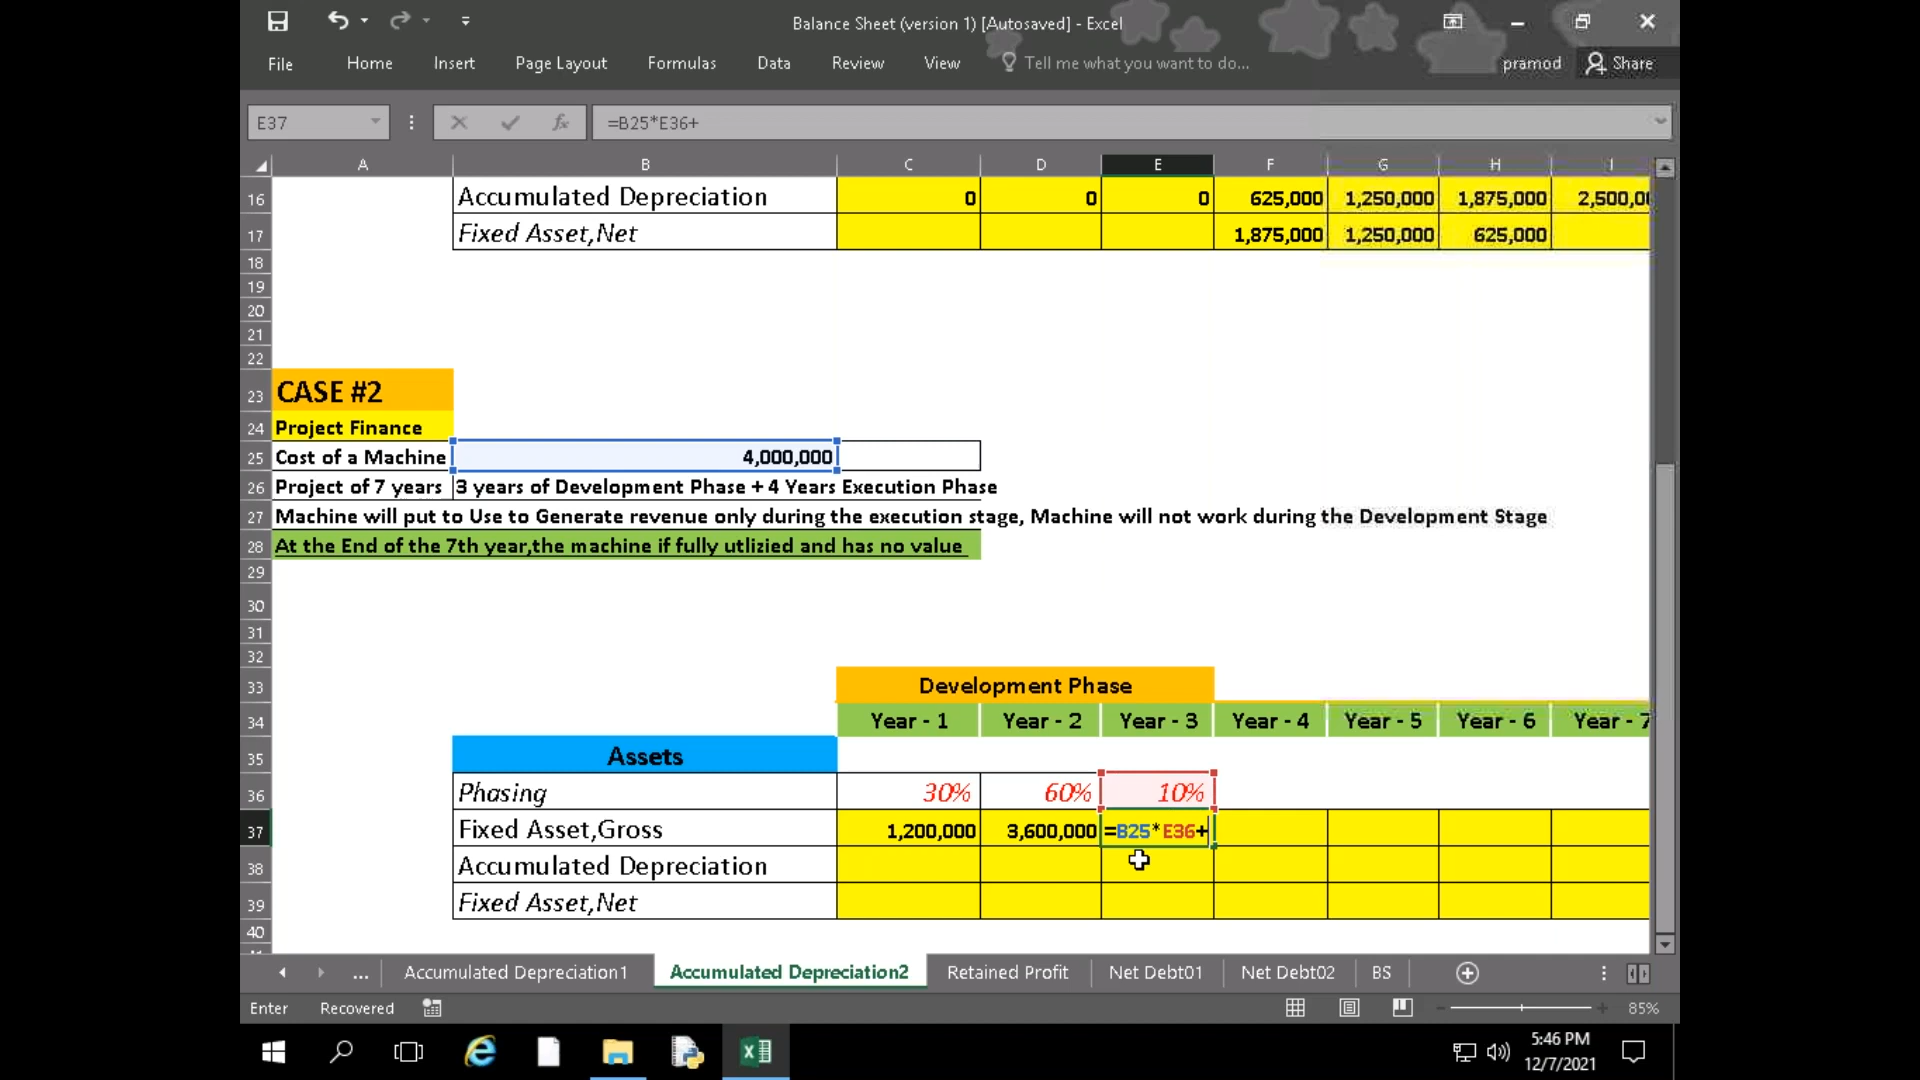 Balance Sheet (version 1) [Autosaved] - Excel
File Home Insert Page Layout Formulas Data Review View Tell me what you want to do... pramod Share
E37 fx =B25*E36+
A B C D E F G H I
16 Accumulated Depreciation 0 0 0 625,000 1,250,000 1,875,000 2,500,0
17 Fixed Asset,Net 1,875,000 1,250,000 625,000
18
19
20
21
22
23 CASE #2
24 Project Finance
25 Cost of a Machine 4,000,000
26 Project of 7 years 3 years of Development Phase + 4 Years Execution Phase
27 Machine will put to Use to Generate revenue only during the execution stage, Machine will not work during the Development Stage
28 At the End of the 7th year,the machine if fully utlizied and has no value
29
30
31
32
33 Development Phase
34 Year - 1 Year - 2 Year - 3 Year - 4 Year - 5 Year - 6 Year - 7
35 Assets
36 Phasing 30% 60% 10%
37 Fixed Asset,Gross 1,200,000 3,600,000 =B25*E36+
38 Accumulated Depreciation
39 Fixed Asset,Net
40
... Accumulated Depreciation1 Accumulated Depreciation2 Retained Profit Net Debt01 Net Debt02 BS
Enter Recovered 85%
5:46 PM
12/7/2021